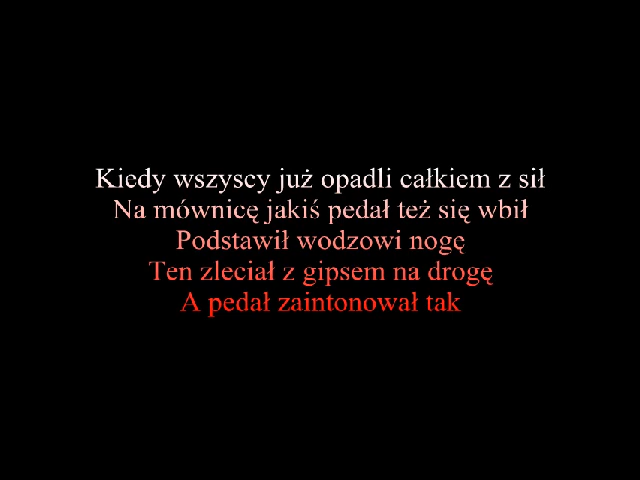 Kiedy wszyscy już opadli całkiem z sił
Na mównicę jakiś pedał też się wbił
Podstawił wodzowi nogę
Ten zleciał z gipsem na drogę
A pedał zaintonował tak